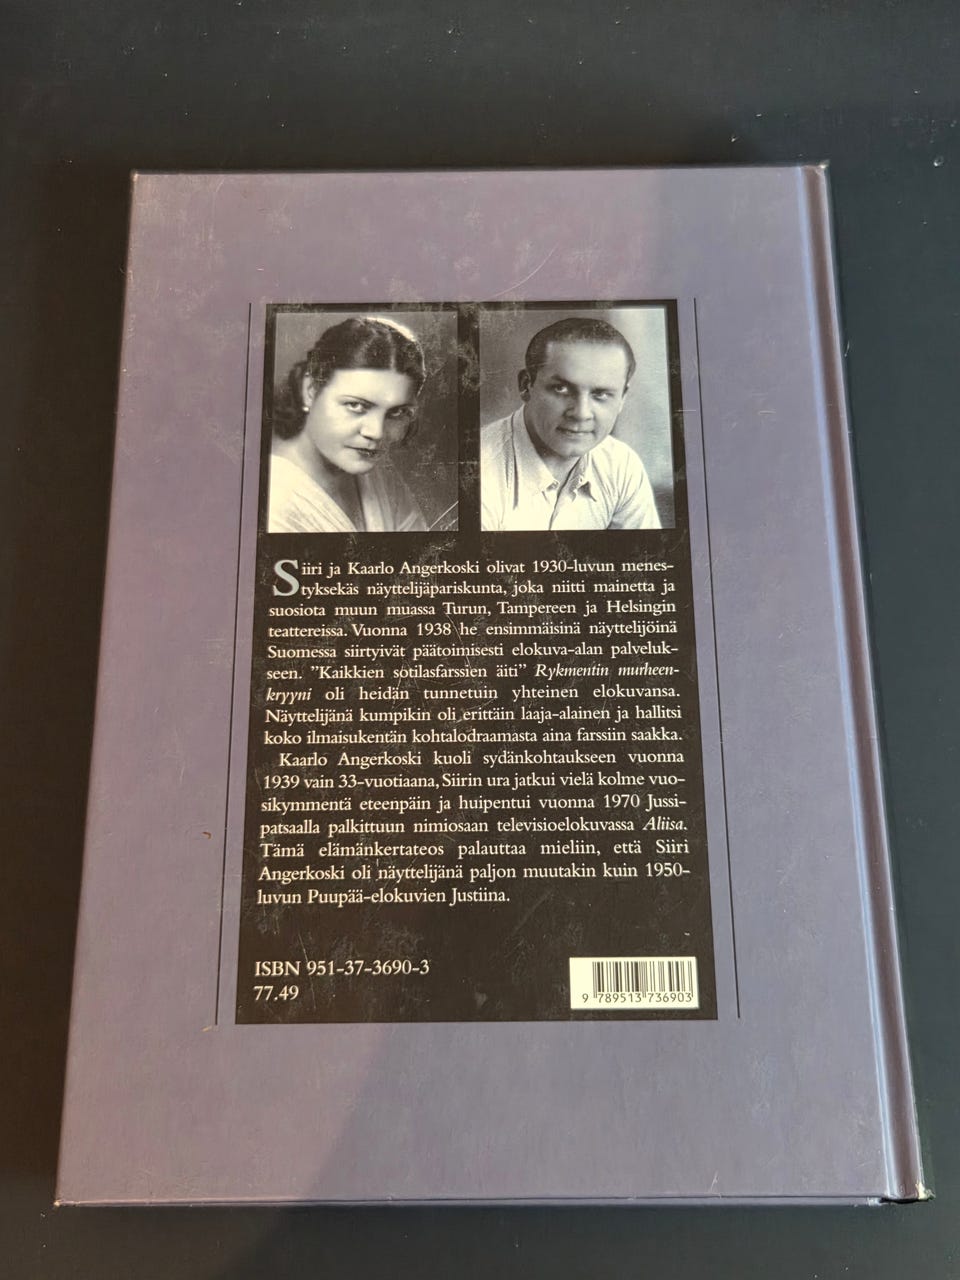 Siiri ja Kaarlo Angerkoski olivat 1930-luvun menes-
tyksekäs näyttelijäpariskunta, joka niitti mainetta ja
suosiota muun muassa Turun, Tampereen ja Helsingin
teattereissa. Vuonna 1938 he ensimmäisinä näyttelijöinä
Suomessa siirtyivät päätoimisesti elokuva-alan palveluk-
seen. ”Kaikkien sotilasfarssien äiti” Rykmentin murheen-
kryyni oli heidän tunnetuin yhteinen elokuvansa.
Näyttelijänä kumpikin oli erittäin laaja-alainen ja hallitsi
koko ilmaisukentän kohtalodraamasta aina farssiin saakka.
Kaarlo Angerkoski kuoli sydänkohtaukseen vuonna
1939 vain 33-vuotiaana, Siirin ura jatkui vielä kolme vuo-
sikymmentä eteenpäin ja huipentui vuonna 1970 Jussi-
patsaalla palkittuun nimiosaan televisioelokuvassa Aliisa.
Tämä elämänkertateos palauttaa mieliin, että Siiri
Angerkoski oli näyttelijänä paljon muutakin kuin 1950-
luvun Puupää-elokuvien Justiina.
ISBN 951-37-3690-3
77.49
9 789513 736903